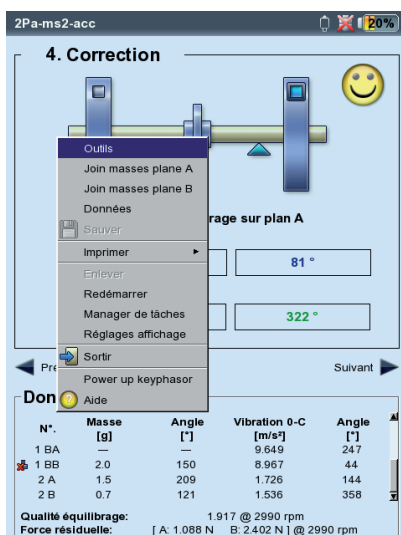 2Pa-ms2-acc
20%
4. Correction
Outils
Join masses plane A
Join masses plane B
Données
Sauver
Imprimer
Enlever
Redémarrer
Manager de tàches
Réglages affichage
Sortir
Power up keyphasor
Aide
rage sur plan A
81 °
322 °
Pré
Suivant
Don
N°. Masse [g] Angle [°] Vibration 0-C [m/s²] Angle [°]
1 BA — — 9.649 247
1 BB 2.0 150 8.967 44
2 A 1.5 209 1.726 144
2 B 0.7 121 1.536 358
Qualité équilibrage: 1.917 @ 2990 rpm
Force résiduelle: [ A: 1.088 N B: 2.402 N ] @ 2990 rpm